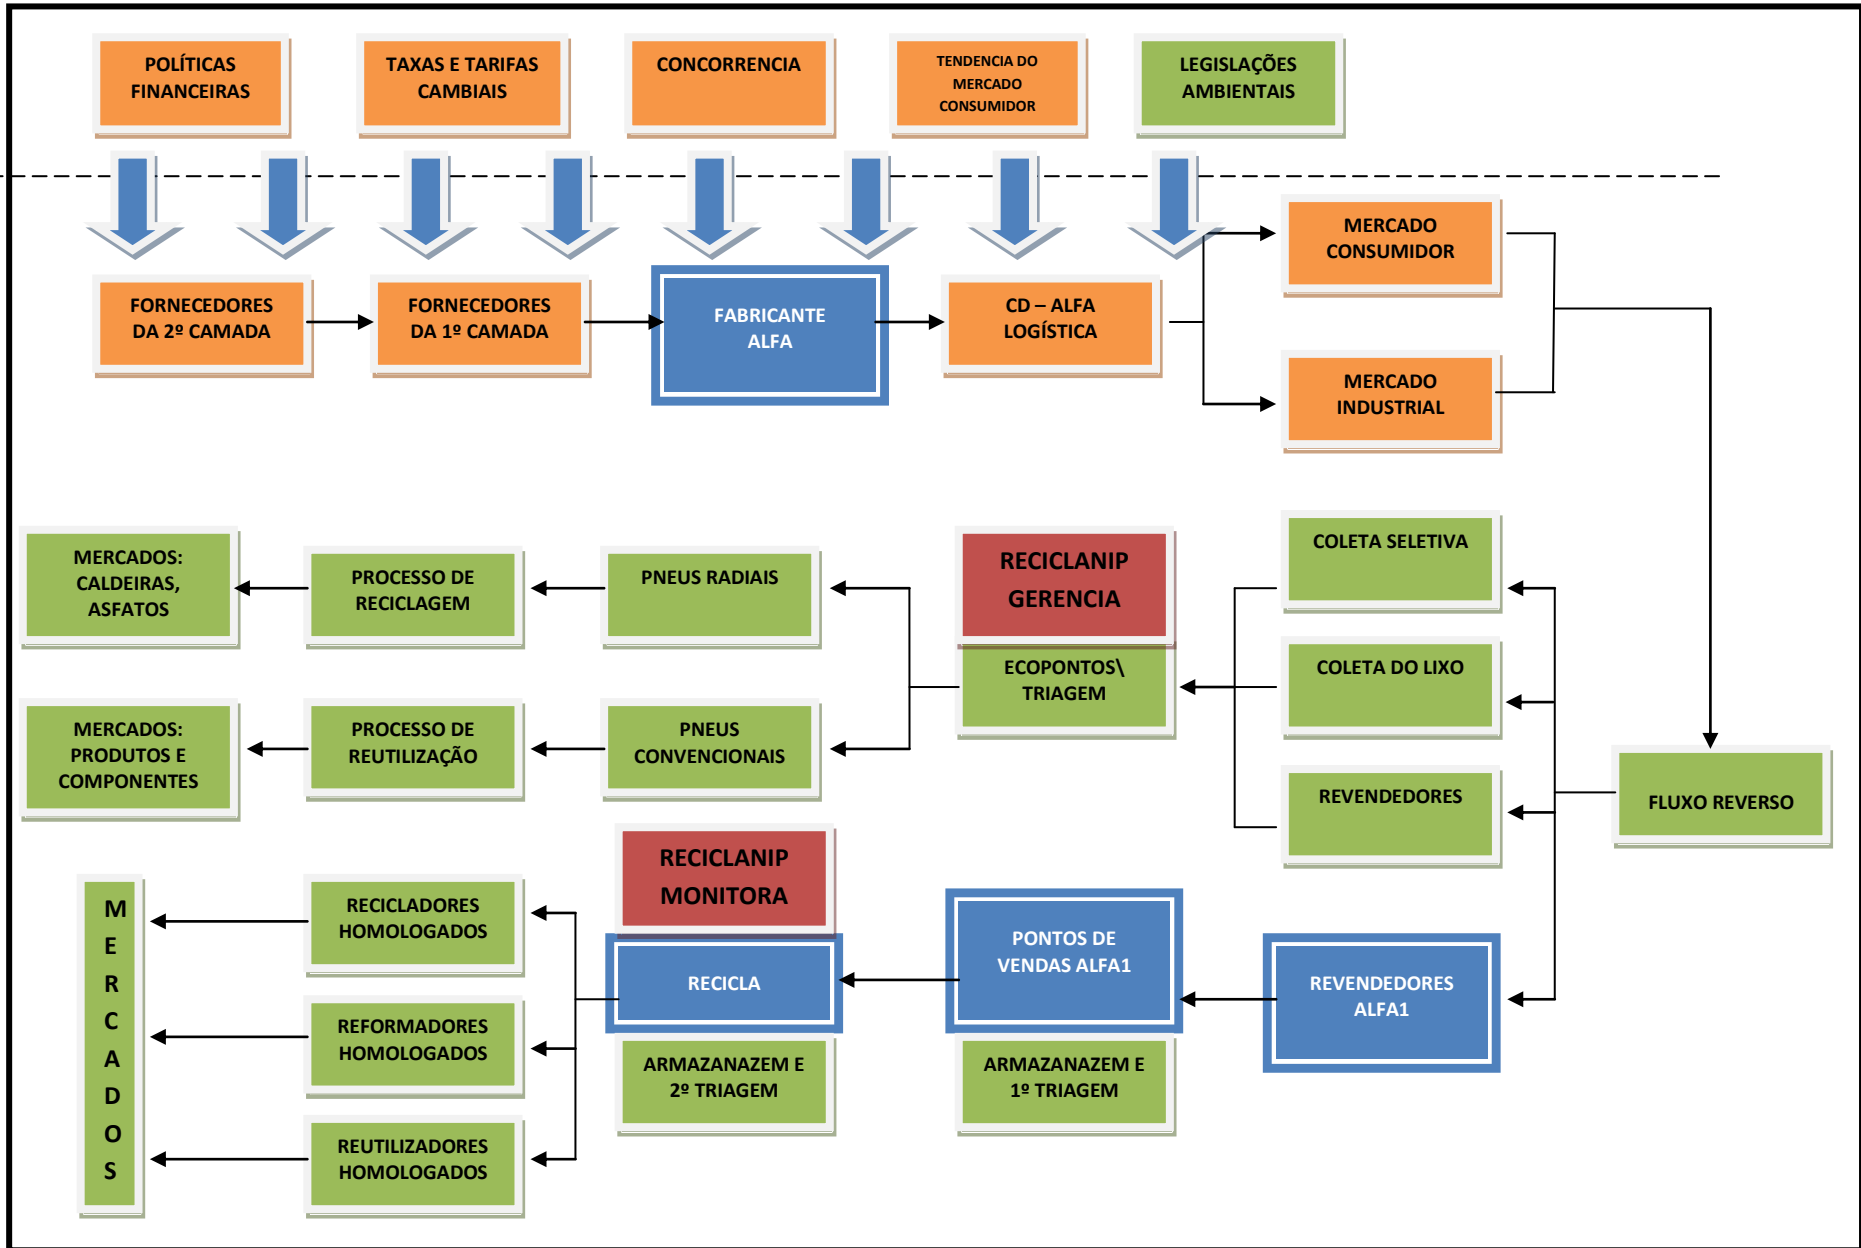 POLÍTICAS
FINANCEIRAS
TAXAS E TARIFAS
CAMBIAIS
CONCORRENCIA
TENDENCIA DO
MERCADO
CONSUMIDOR
LEGISLAÇÕES
AMBIENTAIS
FORNECEDORES
DA 2º CAMADA
FORNECEDORES
DA 1º CAMADA
FABRICANTE
ALFA
CD – ALFA
LOGÍSTICA
MERCADO
CONSUMIDOR
MERCADO
INDUSTRIAL
MERCADOS:
CALDEIRAS,
ASFATOS
PROCESSO DE
RECICLAGEM
PNEUS RADIAIS
RECICLANIP
GERENCIA
ECOPONTOS\
TRIAGEM
COLETA SELETIVA
COLETA DO LIXO
REVENDEDORES
MERCADOS:
PRODUTOS E
COMPONENTES
PROCESSO DE
REUTILIZAÇÃO
PNEUS
CONVENCIONAIS
FLUXO REVERSO
RECICLANIP
MONITORA
M
E
R
C
A
D
O
S
RECICLADORES
HOMOLOGADOS
REFORMADORES
HOMOLOGADOS
REUTILIZADORES
HOMOLOGADOS
RECICLA
ARMAZANAZEM E
2º TRIAGEM
PONTOS DE
VENDAS ALFA1
ARMAZANAZEM E
1º TRIAGEM
REVENDEDORES
ALFA1